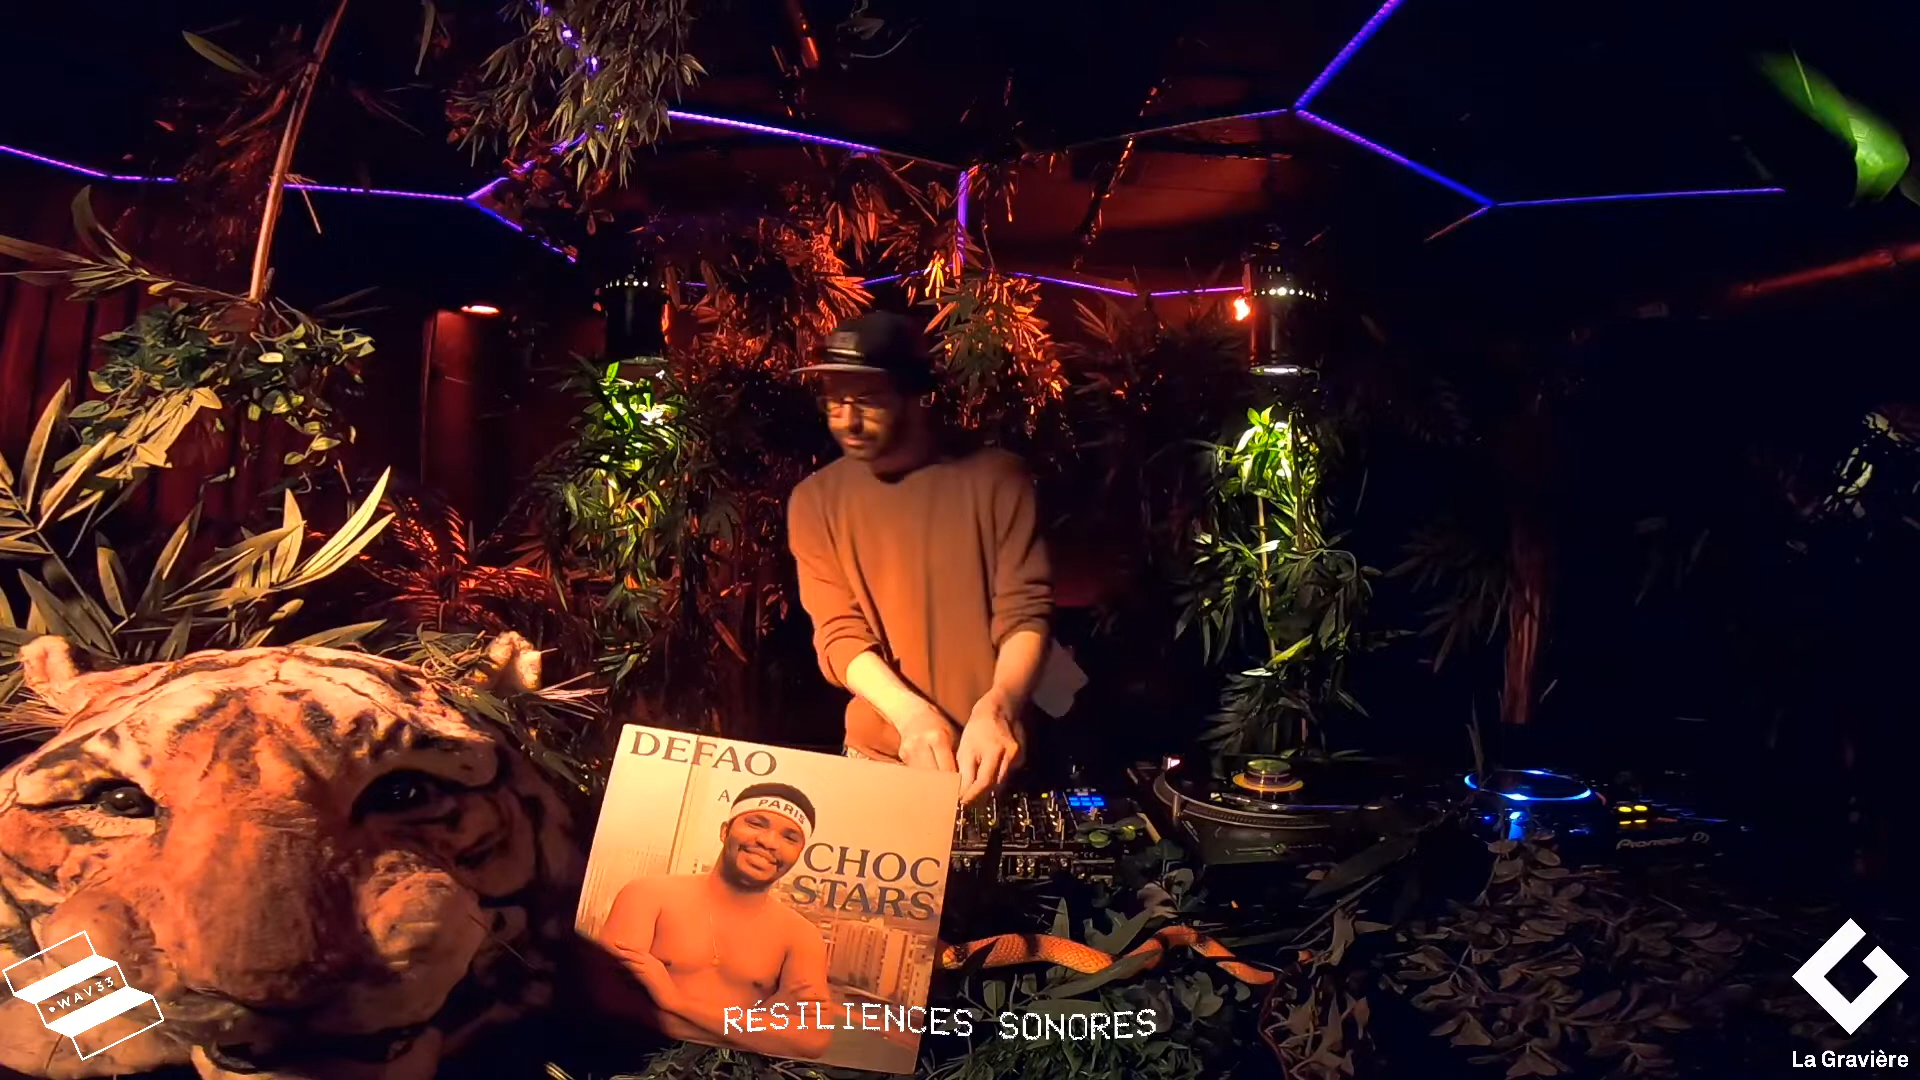 DEFAO
A
PARIS
CHOC
STARS
Pioneer DJ
•WAV33
RÉSILIENCES SONORES
La Gravière